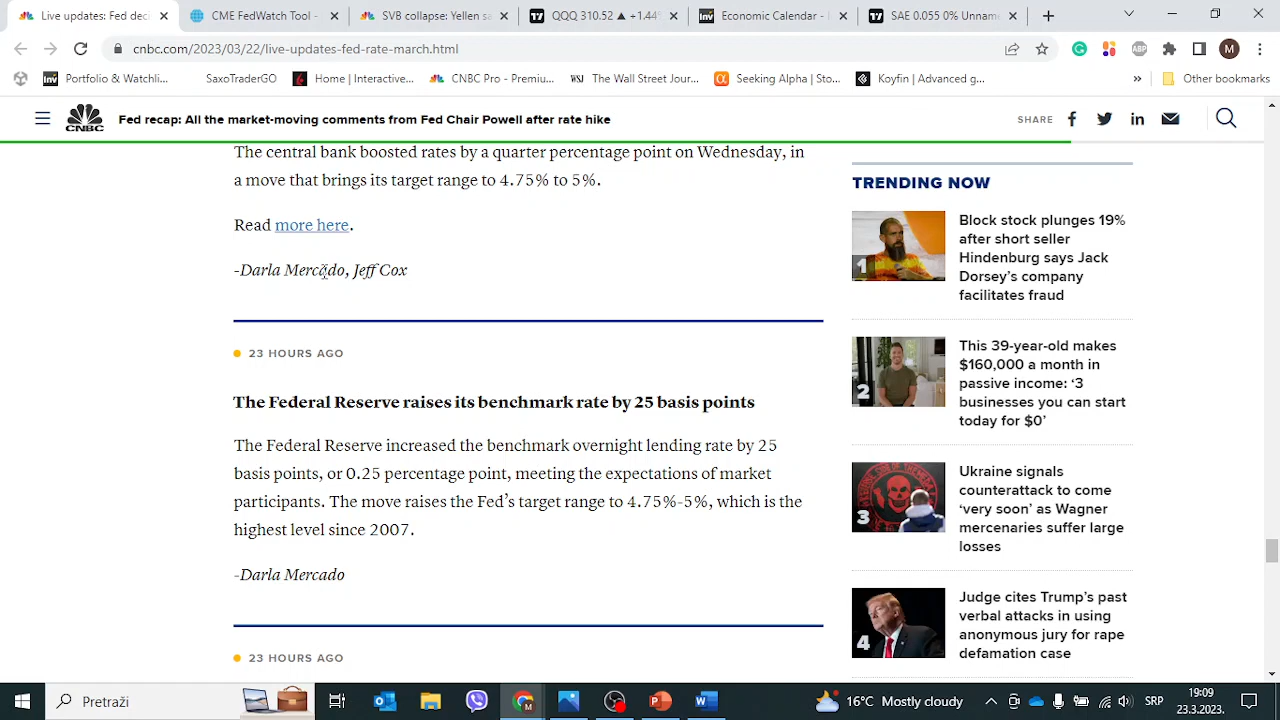 Live updates: Fed deci
CME FedWatch Tool -
SVB collapse: Yellen sa
QQQ 310.52 ▲ +1.44%
Economic Calendar - I
SAE 0.055 0% Unname
cnbc.com/2023/03/22/live-updates-fed-rate-march.html
ABP
M
Inv Portfolio & Watchli...
SaxoTraderGO
Home | Interactive...
CNBC Pro - Premiu...
WSJ The Wall Street Jour...
α Seeking Alpha | Sto...
Koyfin | Advanced g...
»
Other bookmarks
CNBC
Fed recap: All the market-moving comments from Fed Chair Powell after rate hike
SHARE
The central bank boosted rates by a quarter percentage point on Wednesday, in
a move that brings its target range to 4.75% to 5%.
Read more here.
-Darla Mercado, Jeff Cox
23 HOURS AGO
The Federal Reserve raises its benchmark rate by 25 basis points
The Federal Reserve increased the benchmark overnight lending rate by 25
basis points, or 0.25 percentage point, meeting the expectations of market
participants. The move raises the Fed's target range to 4.75%-5%, which is the
highest level since 2007.
-Darla Mercado
23 HOURS AGO
TRENDING NOW
1
Block stock plunges 19%
after short seller
Hindenburg says Jack
Dorsey's company
facilitates fraud
2
This 39-year-old makes
$160,000 a month in
passive income: ‘3
businesses you can start
today for $0’
3
Ukraine signals
counterattack to come
‘very soon’ as Wagner
mercenaries suffer large
losses
4
Judge cites Trump's past
verbal attacks in using
anonymous jury for rape
defamation case
Pretraži
16°C Mostly cloudy
SRP
19:09
23.3.2023.